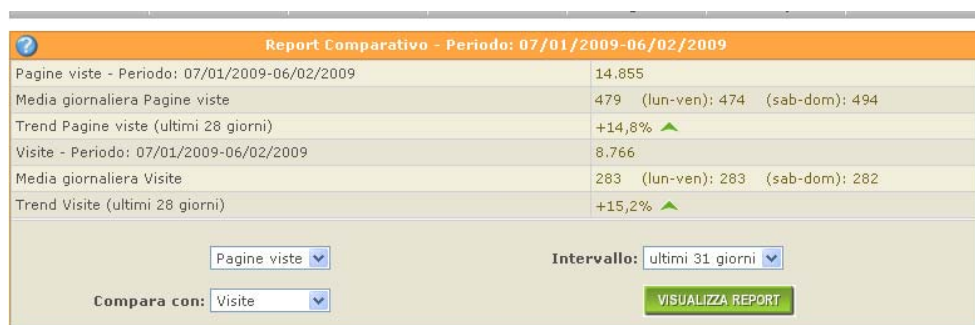 Report Comparativo - Periodo: 07/01/2009-06/02/2009
Pagine viste - Periodo: 07/01/2009-06/02/2009 14.855
Media giornaliera Pagine viste 479 (lun-ven): 474 (sab-dom): 494
Trend Pagine viste (ultimi 28 giorni) +14,8%
Visite - Periodo: 07/01/2009-06/02/2009 8.766
Media giornaliera Visite 283 (lun-ven): 283 (sab-dom): 282
Trend Visite (ultimi 28 giorni) +15,2%
Pagine viste Intervallo: ultimi 31 giorni
Compara con: Visite VISUALIZZA REPORT